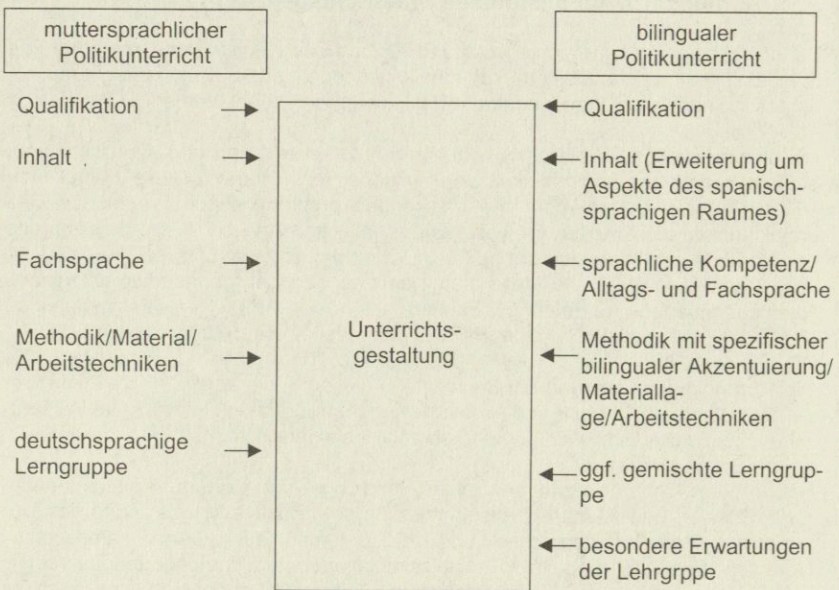 muttersprachlicher
Politikunterricht
Qualifikation
Inhalt
Fachsprache
Methodik/Material/
Arbeitstechniken
deutschsprachige
Lerngruppe
Unterrichts-
gestaltung
bilingualer
Politikunterricht
Qualifikation
Inhalt (Erweiterung um
Aspekte des spanisch-
sprachigen Raumes)
sprachliche Kompetenz/
Alltags- und Fachsprache
Methodik mit spezifischer
bilingualer Akzentuierung/
Materialla-
ge/Arbeitstechniken
ggf. gemischte Lerngrup-
pe
besondere Erwartungen
der Lehrgrppe